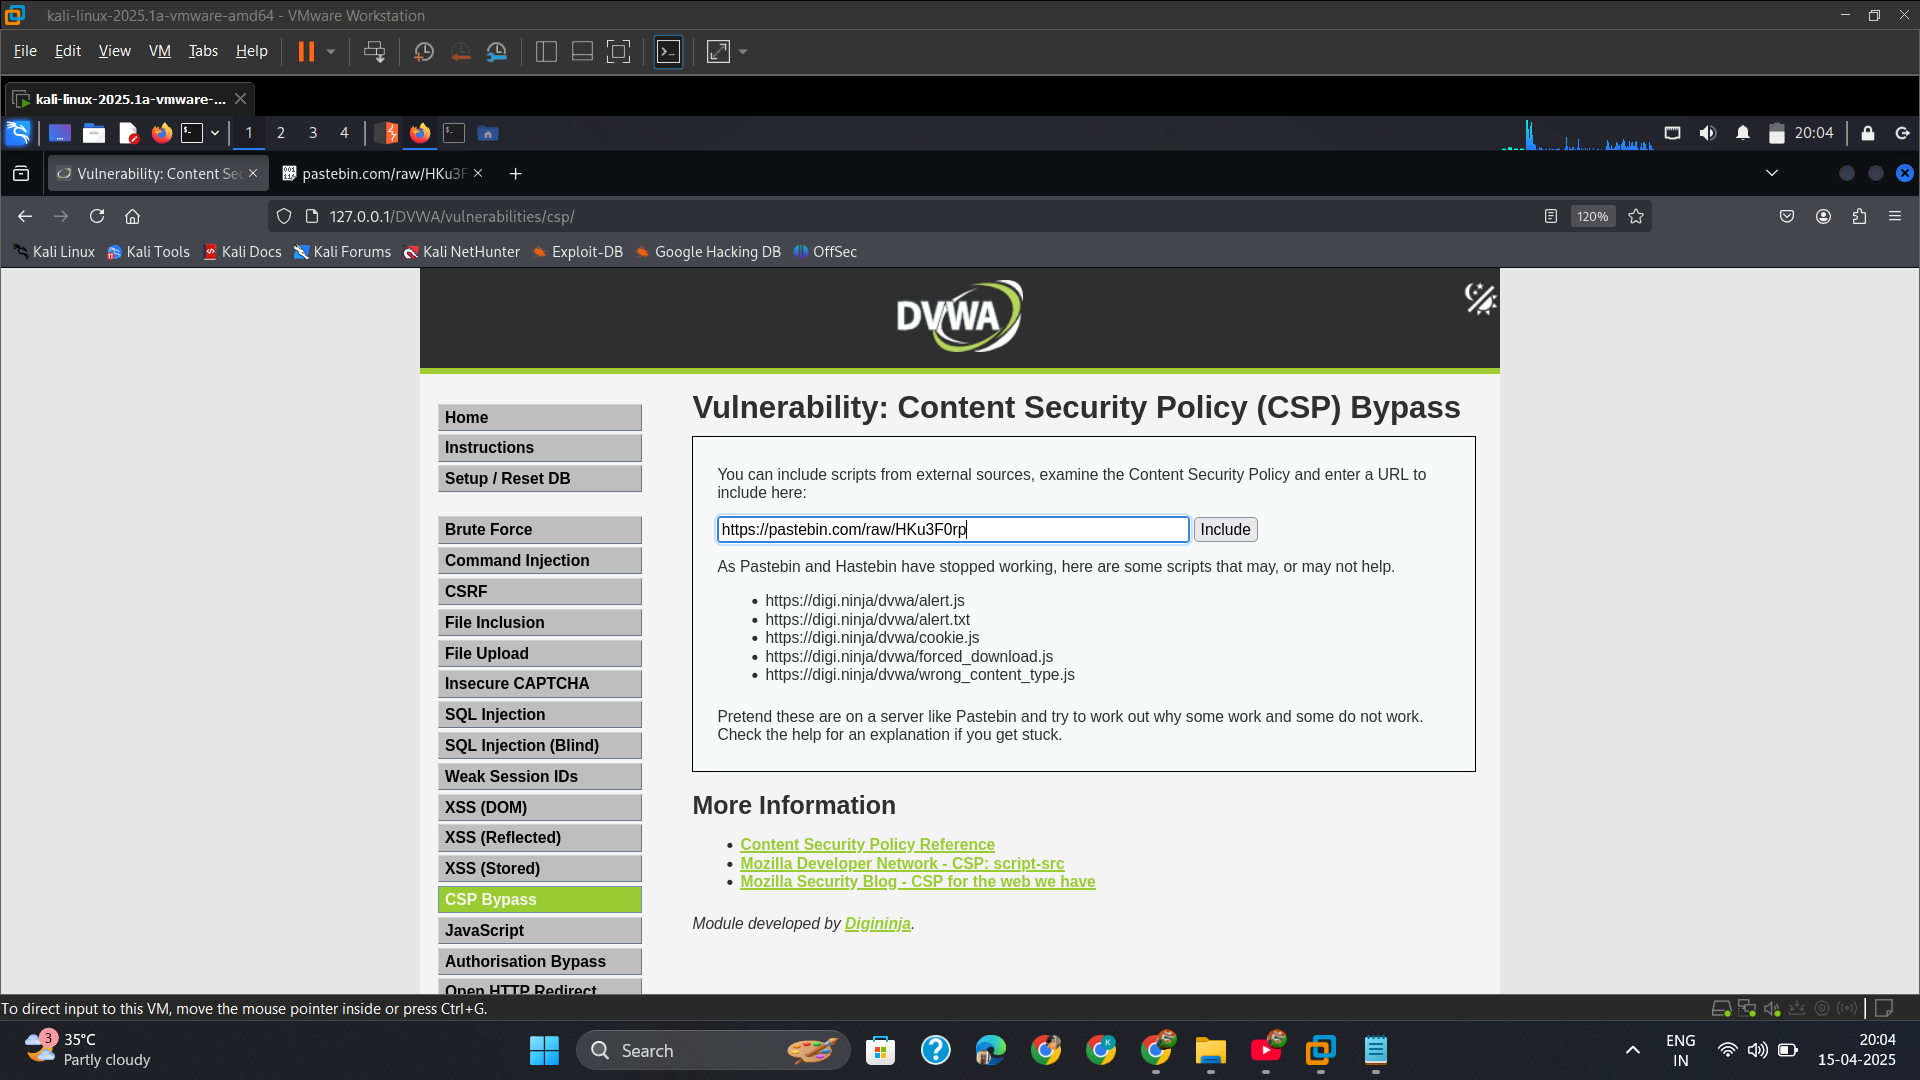 kali-linux-2025.1a-vmware-amd64 - VMware Workstation
File Edit View VM Tabs Help
kali-linux-2025.1a-vmware-...
1 2 3 4
20:04
Vulnerability: Content Sec
pastebin.com/raw/HKu3F
127.0.0.1/DVWA/vulnerabilities/csp/
120%
Kali Linux Kali Tools Kali Docs Kali Forums Kali NetHunter Exploit-DB Google Hacking DB OffSec
DVWA
Home
Instructions
Setup / Reset DB
Brute Force
Command Injection
CSRF
File Inclusion
File Upload
Insecure CAPTCHA
SQL Injection
SQL Injection (Blind)
Weak Session IDs
XSS (DOM)
XSS (Reflected)
XSS (Stored)
CSP Bypass
JavaScript
Authorisation Bypass
Open HTTP Redirect
Vulnerability: Content Security Policy (CSP) Bypass
You can include scripts from external sources, examine the Content Security Policy and enter a URL to
include here:
https://pastebin.com/raw/HKu3F0rp
Include
As Pastebin and Hastebin have stopped working, here are some scripts that may, or may not help.
https://digi.ninja/dvwa/alert.js
https://digi.ninja/dvwa/alert.txt
https://digi.ninja/dvwa/cookie.js
https://digi.ninja/dvwa/forced_download.js
https://digi.ninja/dvwa/wrong_content_type.js
Pretend these are on a server like Pastebin and try to work out why some work and some do not work.
Check the help for an explanation if you get stuck.
More Information
Content Security Policy Reference
Mozilla Developer Network - CSP: script-src
Mozilla Security Blog - CSP for the web we have
Module developed by Digininja.
To direct input to this VM, move the mouse pointer inside or press Ctrl+G.
3
35°C
Partly cloudy
Search
ENG
IN
20:04
15-04-2025